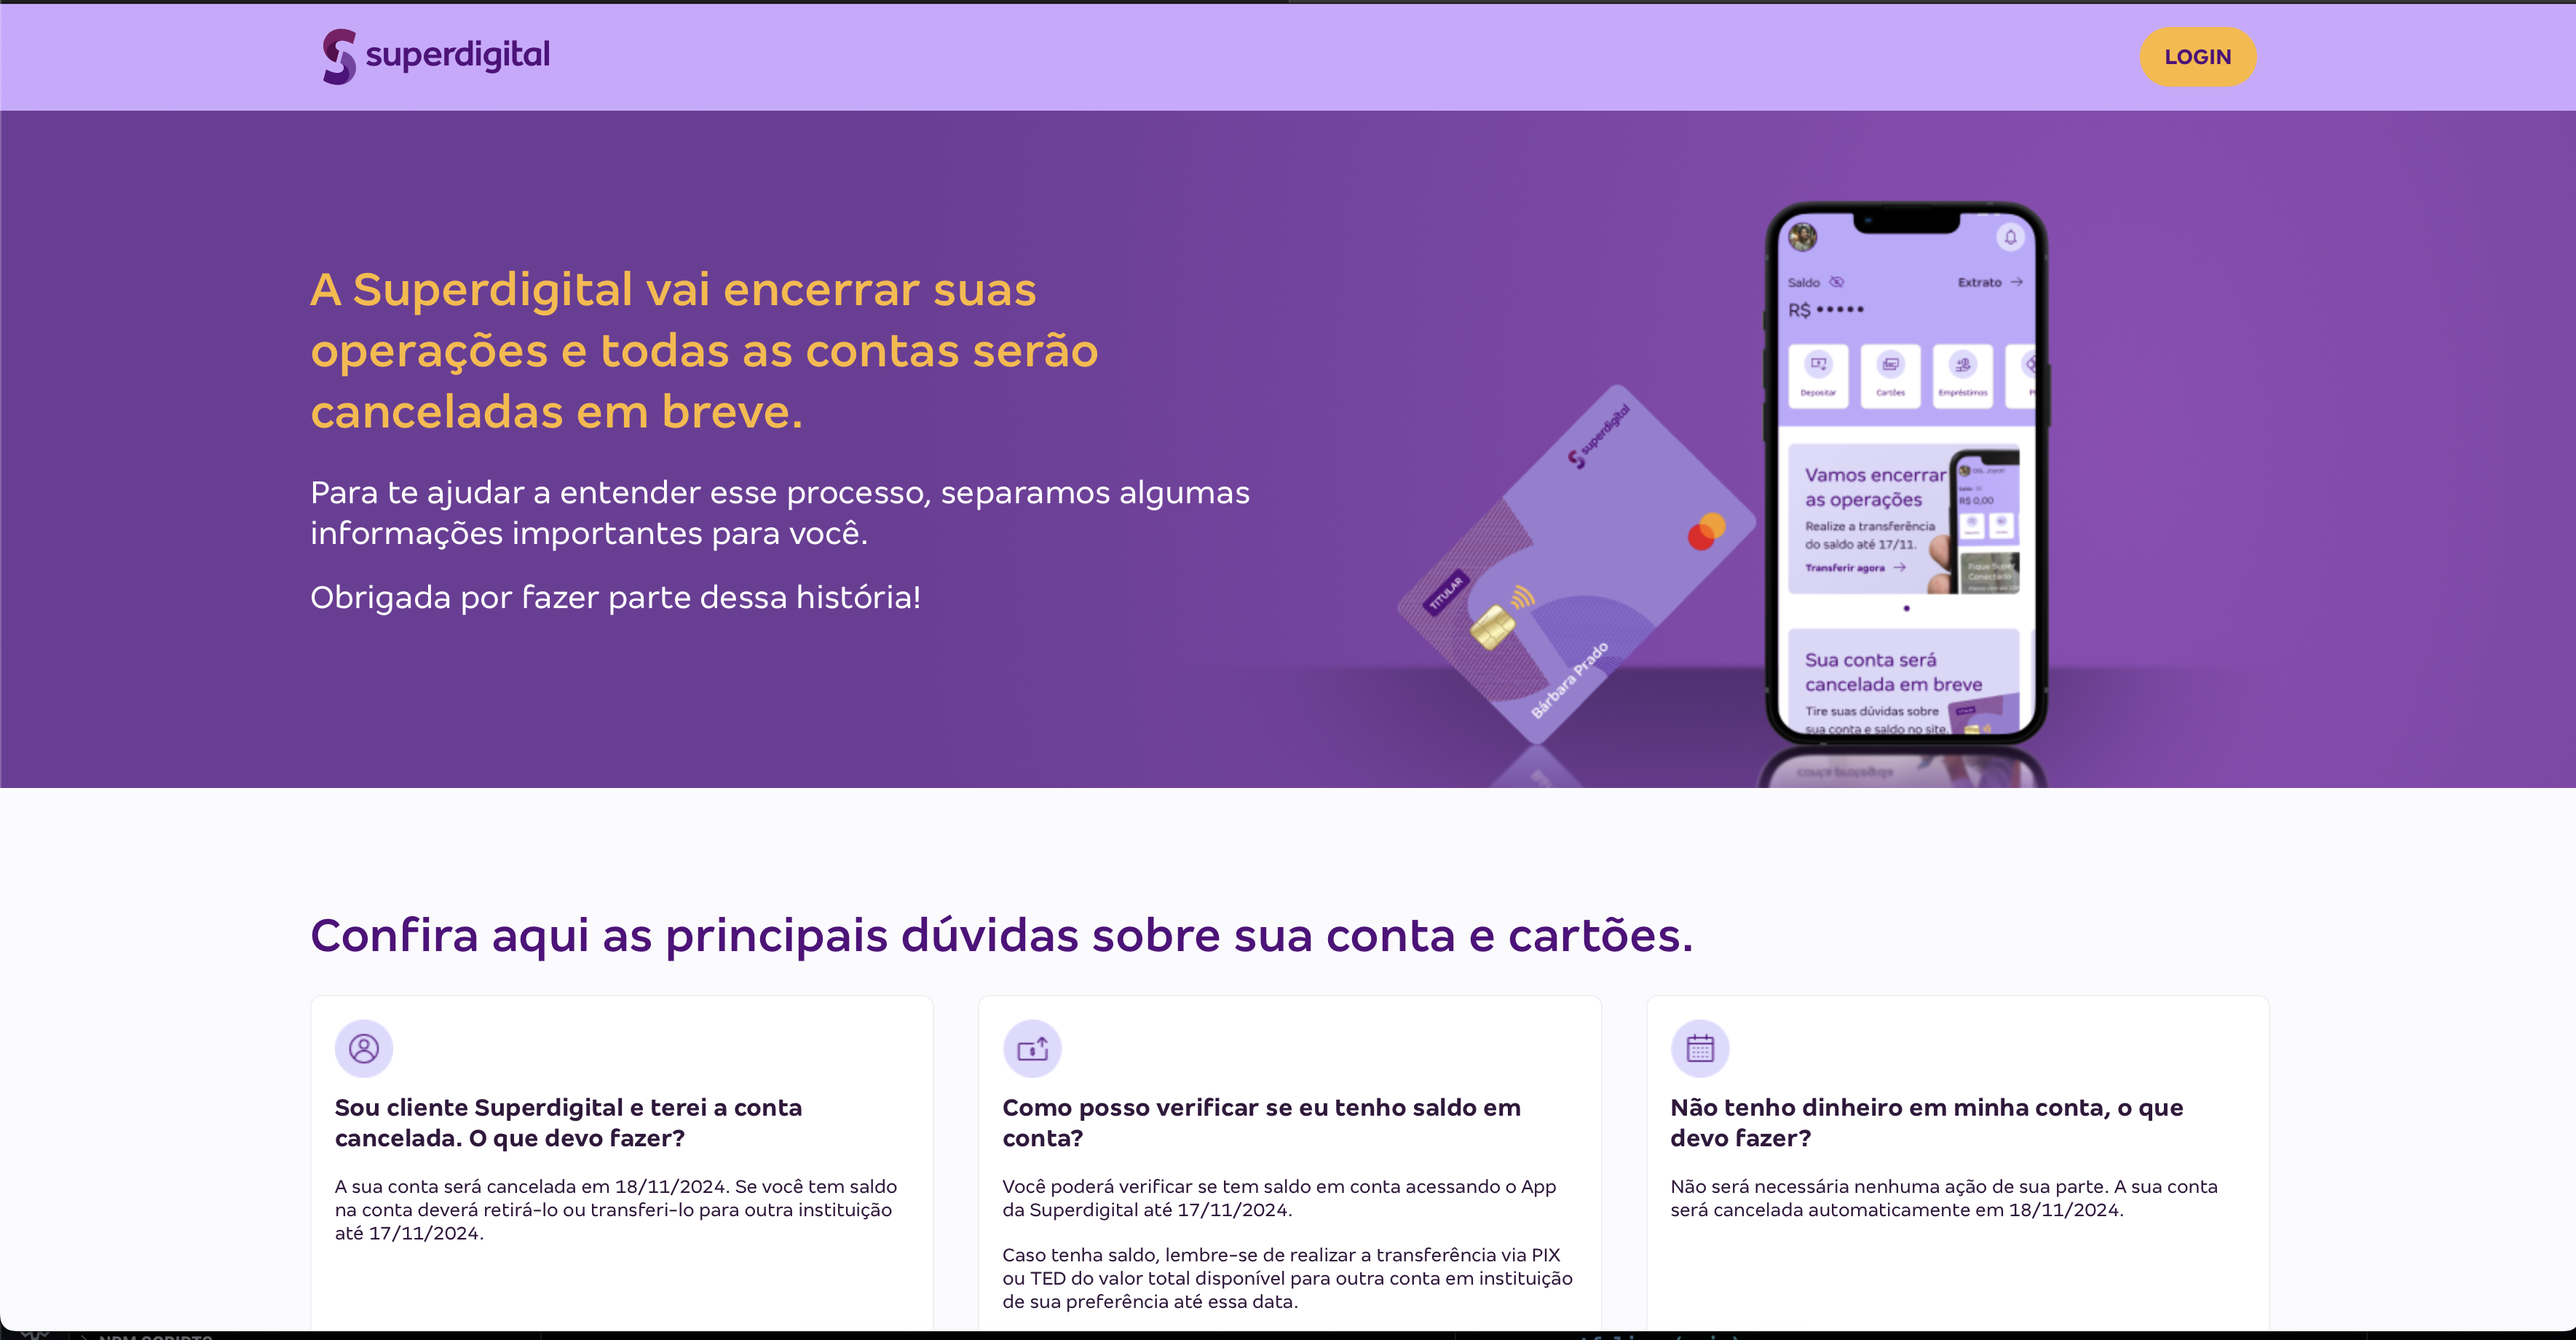 superdigital
LOGIN
A Superdigital vai encerrar suas
operações e todas as contas serão
canceladas em breve.
Para te ajudar a entender esse processo, separamos algumas
informações importantes para você.
Obrigada por fazer parte dessa história!
superdigital
TITULAR
Bárbara Prado
Saldo
Extrato
R$ •••••
Depositar
Cartões
Empréstimos
Vamos encerrar
as operações
Realize a transferência
do saldo até 17/11.
Transferir agora
R$ 0,00
Fique Super
Conectado
Sua conta será
cancelada em breve
Tire suas dúvidas sobre
sua conta e saldo no site.
Confira aqui as principais dúvidas sobre sua conta e cartões.
Sou cliente Superdigital e terei a conta
cancelada. O que devo fazer?
A sua conta será cancelada em 18/11/2024. Se você tem saldo
na conta deverá retirá-lo ou transferi-lo para outra instituição
até 17/11/2024.
Como posso verificar se eu tenho saldo em
conta?
Você poderá verificar se tem saldo em conta acessando o App
da Superdigital até 17/11/2024.
Caso tenha saldo, lembre-se de realizar a transferência via PIX
ou TED do valor total disponível para outra conta em instituição
de sua preferência até essa data.
Não tenho dinheiro em minha conta, o que
devo fazer?
Não será necessária nenhuma ação de sua parte. A sua conta
será cancelada automaticamente em 18/11/2024.